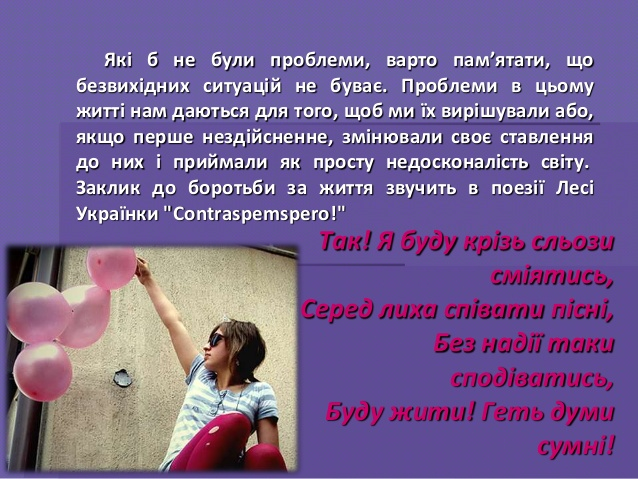 Які б не були проблеми, варто пам’ятати, що
безвихідних ситуацій не буває. Проблеми в цьому
житті нам даються для того, щоб ми їх вирішували або,
якщо перше нездійсненне, змінювали своє ставлення
до них і приймали як просту недосконалість світу.
Заклик до боротьби за життя звучить в поезії Лесі
Українки "Contraspemspero!"
Так! Я буду крізь сльози
сміятись,
Серед лиха співати пісні,
Без надії таки
сподіватись,
Буду жити! Геть думи
сумні!